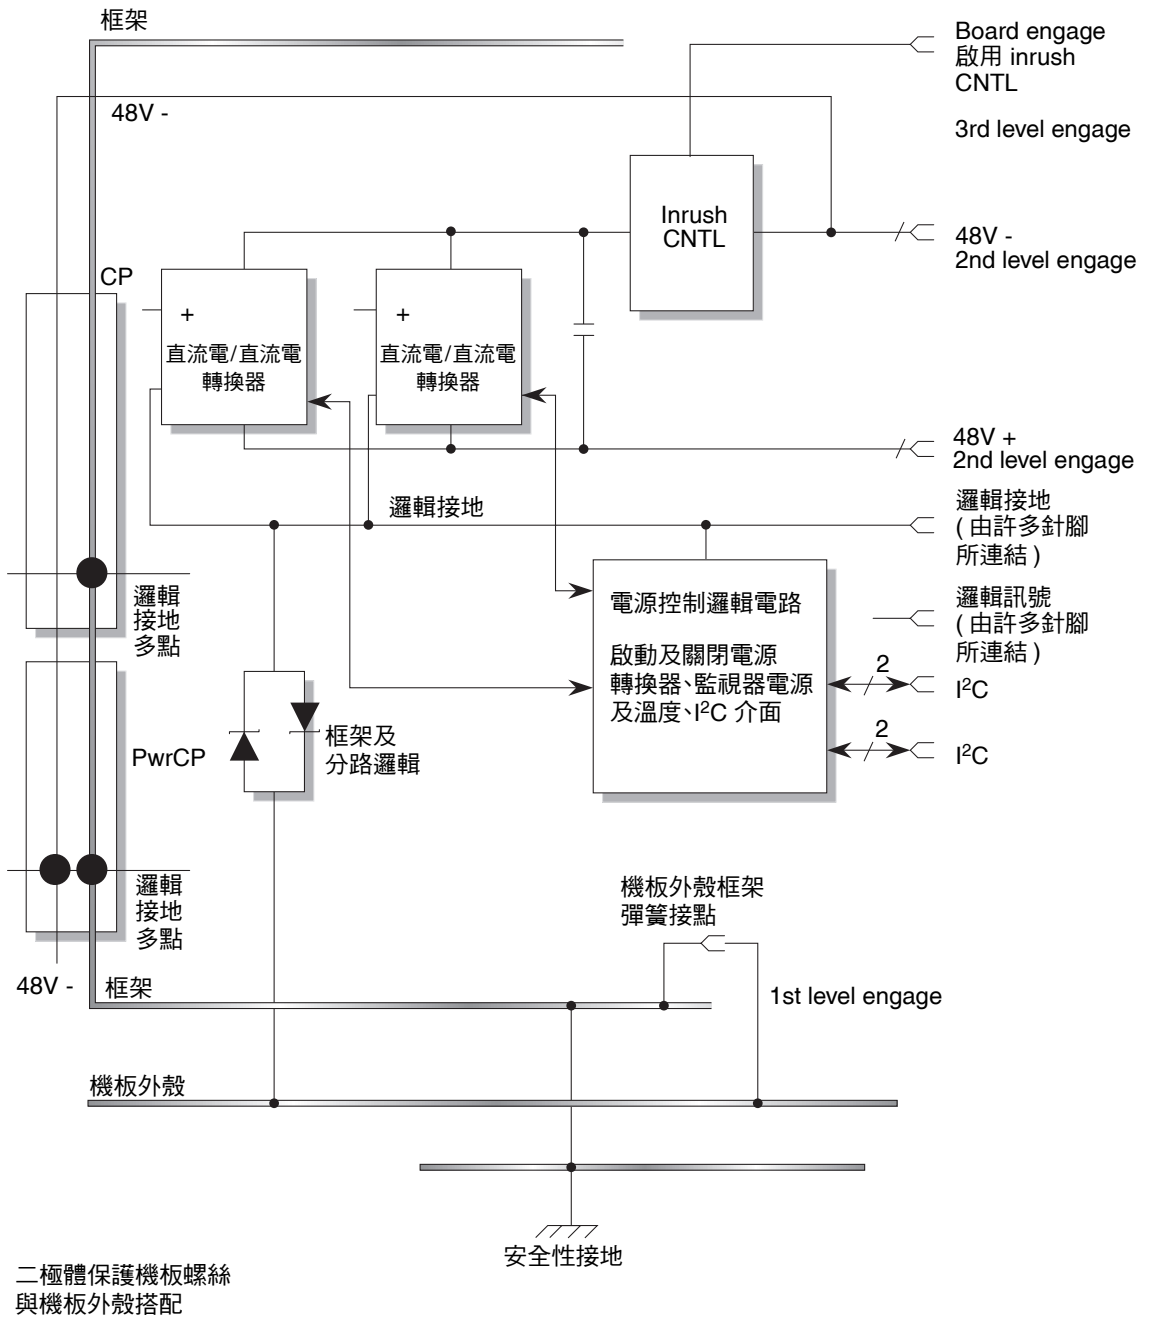 框架
Board engage
啟用 inrush
CNTL
48V -
3rd level engage
Inrush
CNTL
48V -
2nd level engage
CP
+
直流電/直流電
轉換器
+
直流電/直流電
轉換器
48V +
2nd level engage
邏輯接地
邏輯接地
( 由許多針腳
所連結 )
邏輯
接地
多點
電源控制邏輯電路
啟動及關閉電源
轉換器、監視器電源
及溫度、I²C 介面
邏輯訊號
( 由許多針腳
所連結 )
2
I²C
2
I²C
PwrCP
框架及
分路邏輯
邏輯
接地
多點
機板外殼框架
彈簧接點
48V -
框架
1st level engage
機板外殼
安全性接地
二極體保護機板螺絲
與機板外殼搭配